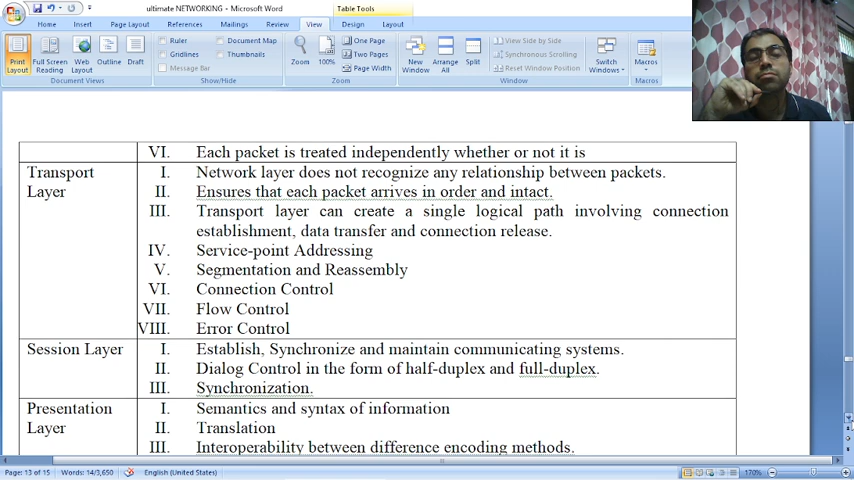 ultimate NETWORKING - Microsoft Word
Table Tools
Home Insert Page Layout References Mailings Review View Design Layout
Print Layout
Full Screen Reading
Web Layout
Outline
Draft
Document Views
Ruler
Gridlines
Message Bar
Document Map
Thumbnails
Show/Hide
Zoom
100%
One Page
Two Pages
Page Width
Zoom
New Window
Arrange All
Split
View Side by Side
Synchronous Scrolling
Reset Window Position
Window
Switch Windows
Macros
Macros
VI. Each packet is treated independently whether or not it is
Transport Layer
I. Network layer does not recognize any relationship between packets.
II. Ensures that each packet arrives in order and intact.
III. Transport layer can create a single logical path involving connection
establishment, data transfer and connection release.
IV. Service-point Addressing
V. Segmentation and Reassembly
VI. Connection Control
VII. Flow Control
VIII. Error Control
Session Layer
I. Establish, Synchronize and maintain communicating systems.
II. Dialog Control in the form of half-duplex and full-duplex.
III. Synchronization.
Presentation Layer
I. Semantics and syntax of information
II. Translation
III. Interoperability between difference encoding methods.
Page: 13 of 15 Words: 14/3,650 English (United States) 170%